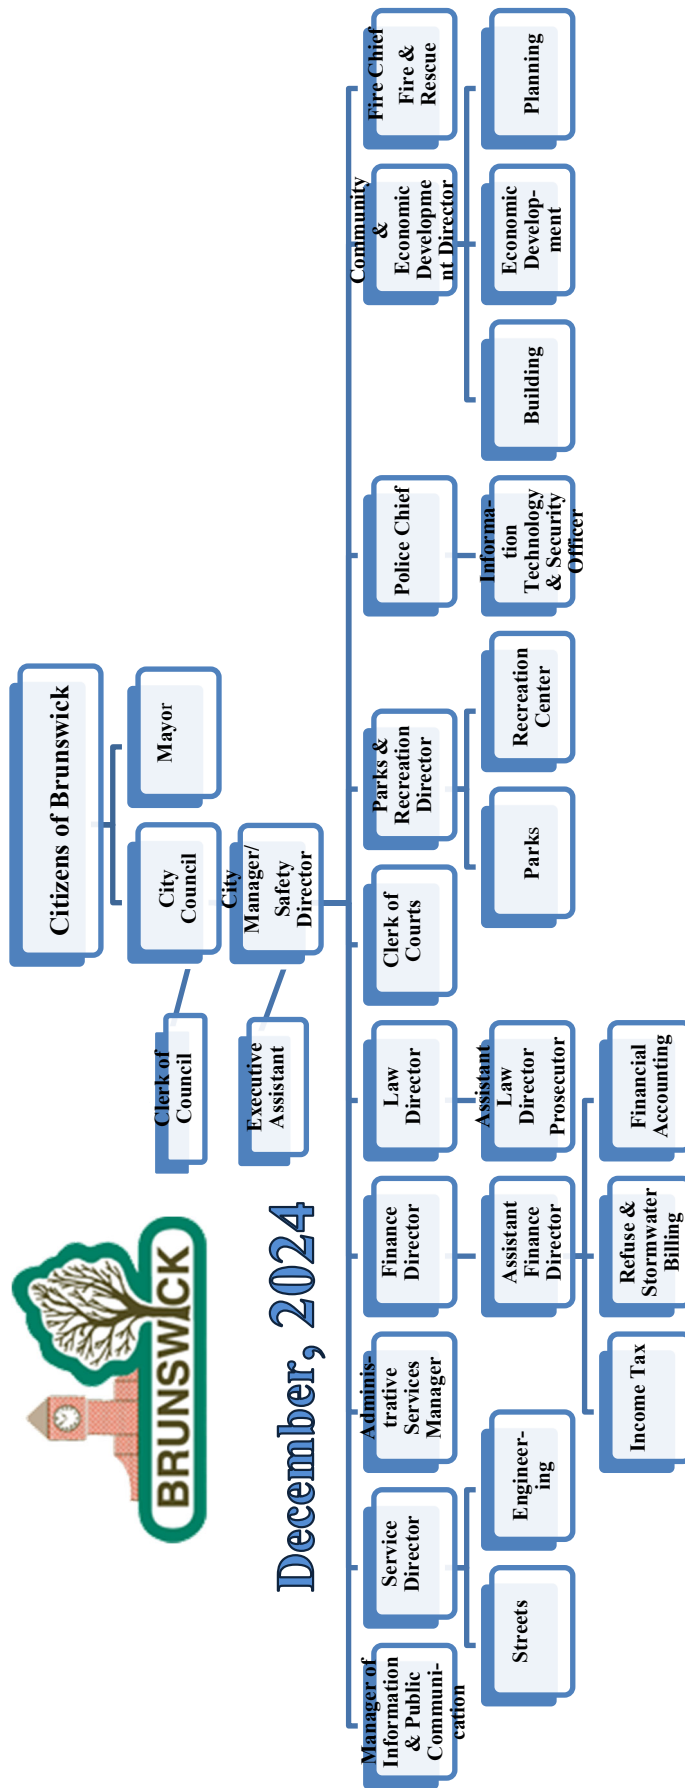 BRUNSWICK
December, 2024
Citizens of Brunswick
City
Council
Mayor
Clerk of
Council
City
Manager/
Safety
Director
Executive
Assistant
Manager of
Information
& Public
Communi-
cation
Service
Director
Adminis-
trative
Services
Manager
Finance
Director
Law
Director
Clerk of
Courts
Parks &
Recreation
Director
Police Chief
Community
&
Economic
Developme
nt Director
Fire Chief
Fire &
Rescue
Streets
Engineer-
ing
Assistant
Finance
Director
Assistant
Law
Director
Prosecutor
Parks
Recreation
Center
Informa-
tion
Technology
& Security
Officer
Building
Economic
Develop-
ment
Planning
Income Tax
Refuse &
Stormwater
Billing
Financial
Accounting